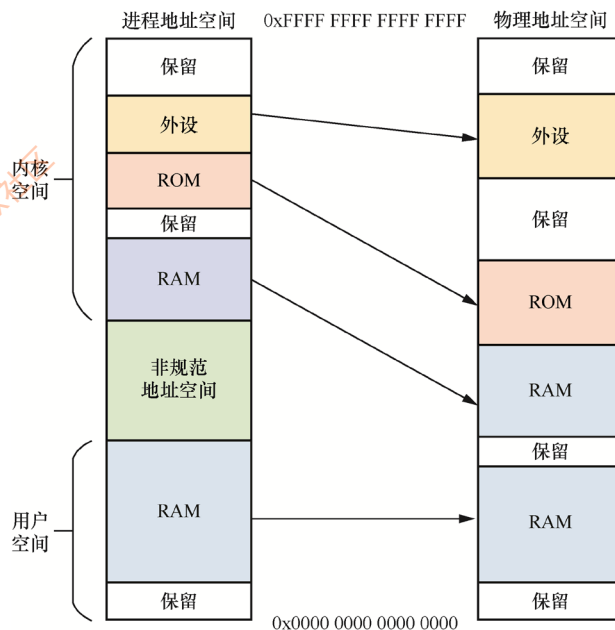 进程地址空间
0xFFFF FFFF FFFF FFFF
物理地址空间
保留
外设
ROM
保留
RAM
非规范
地址空间
RAM
保留
内核
空间
用户
空间
保留
外设
保留
ROM
RAM
保留
RAM
保留
0x0000 0000 0000 0000
社区